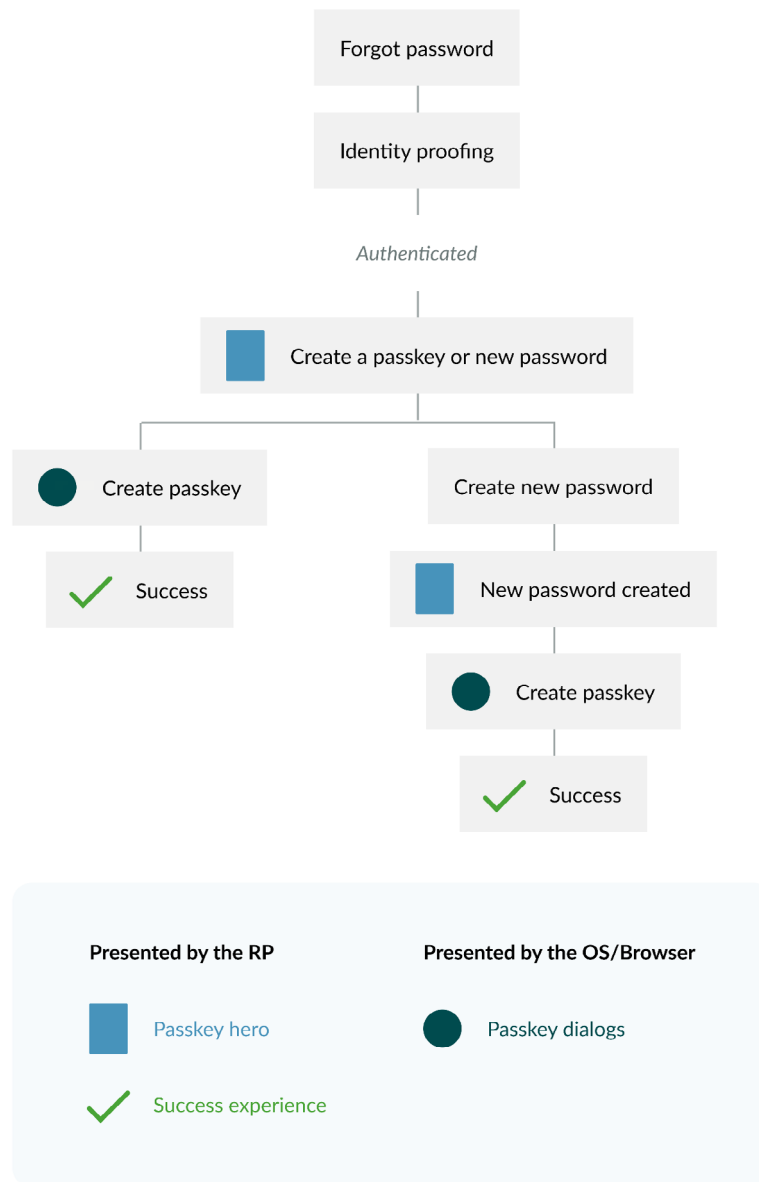 Forgot password
Identity proofing
Authenticated
Create a passkey or new password
Create passkey
Create new password
Success
New password created
Create passkey
Success
Presented by the RP
Presented by the OS/Browser
Passkey hero
Passkey dialogs
Success experience